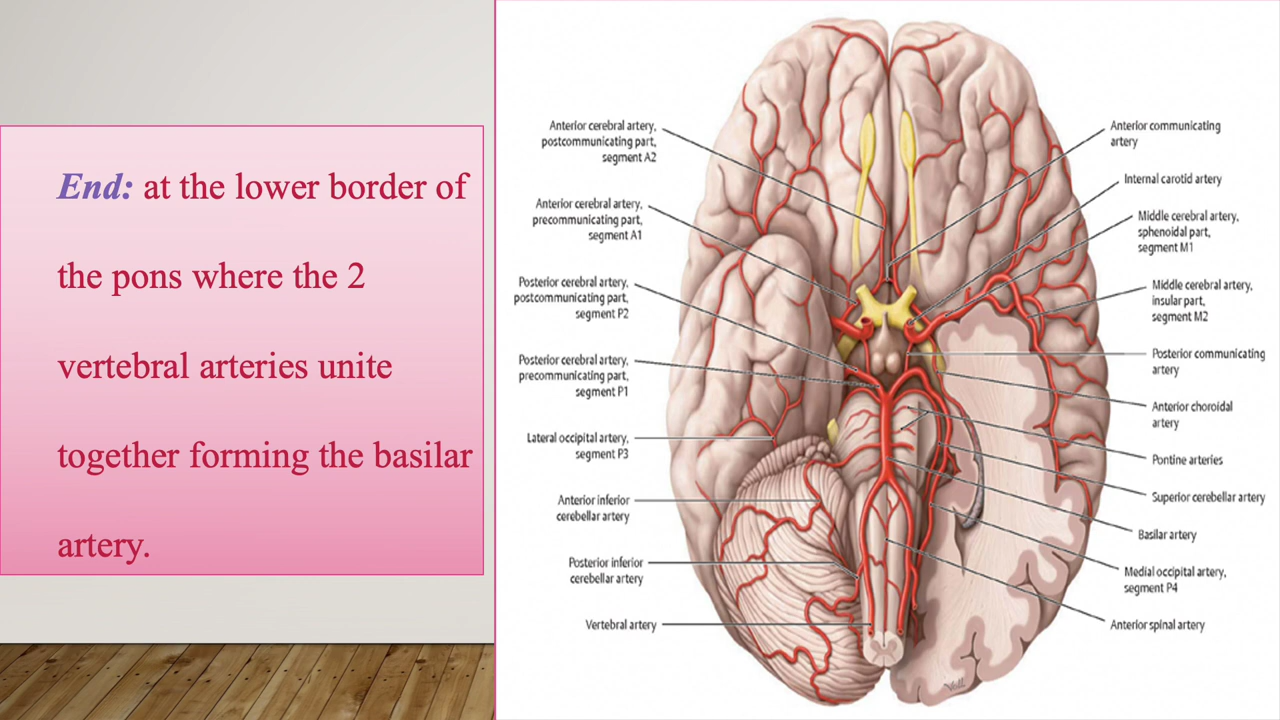 End: at the lower border of
the pons where the 2
vertebral arteries unite
together forming the basilar
artery.
Anterior cerebral artery,
postcommunicating part,
segment A2
Anterior cerebral artery,
precommunicating part,
segment A1
Posterior cerebral artery,
postcommunicating part,
segment P2
Posterior cerebral artery,
precommunicating part,
segment P1
Lateral occipital artery,
segment P3
Anterior inferior
cerebellar artery
Posterior inferior
cerebellar artery
Vertebral artery
Anterior communicating
artery
Internal carotid artery
Middle cerebral artery,
sphenoidal part,
segment M1
Middle cerebral artery,
insular part,
segment M2
Posterior communicating
artery
Anterior choroidal
artery
Pontine arteries
Superior cerebellar artery
Basilar artery
Medial occipital artery,
segment P4
Anterior spinal artery